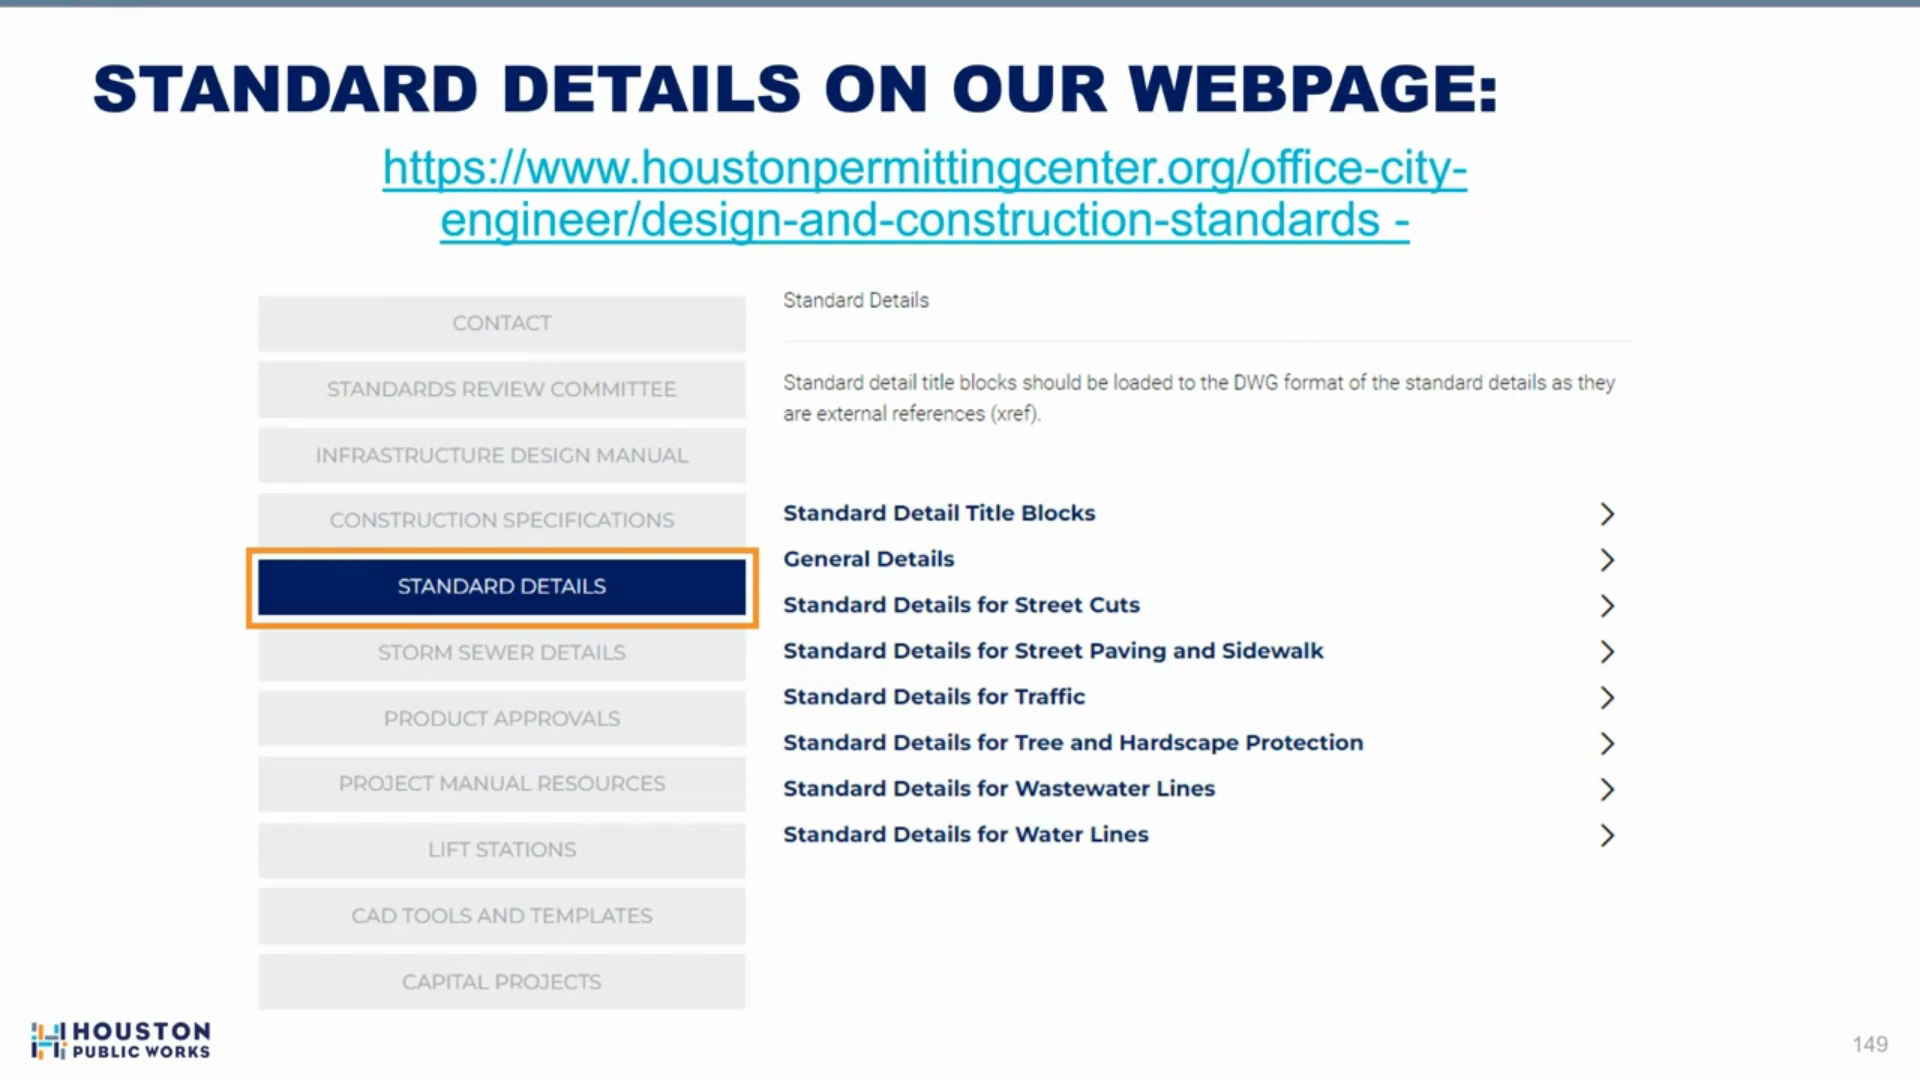 STANDARD DETAILS ON OUR WEBPAGE:
https://www.houstonpermittingcenter.org/office-city-
engineer/design-and-construction-standards -
CONTACT
STANDARDS REVIEW COMMITTEE
INFRASTRUCTURE DESIGN MANUAL
CONSTRUCTION SPECIFICATIONS
STANDARD DETAILS
STORM SEWER DETAILS
PRODUCT APPROVALS
PROJECT MANUAL RESOURCES
LIFT STATIONS
CAD TOOLS AND TEMPLATES
CAPITAL PROJECTS
Standard Details
Standard detail title blocks should be loaded to the DWG format of the standard details as they
are external references (xref).
Standard Detail Title Blocks
General Details
Standard Details for Street Cuts
Standard Details for Street Paving and Sidewalk
Standard Details for Traffic
Standard Details for Tree and Hardscape Protection
Standard Details for Wastewater Lines
Standard Details for Water Lines
HOUSTON
PUBLIC WORKS
149